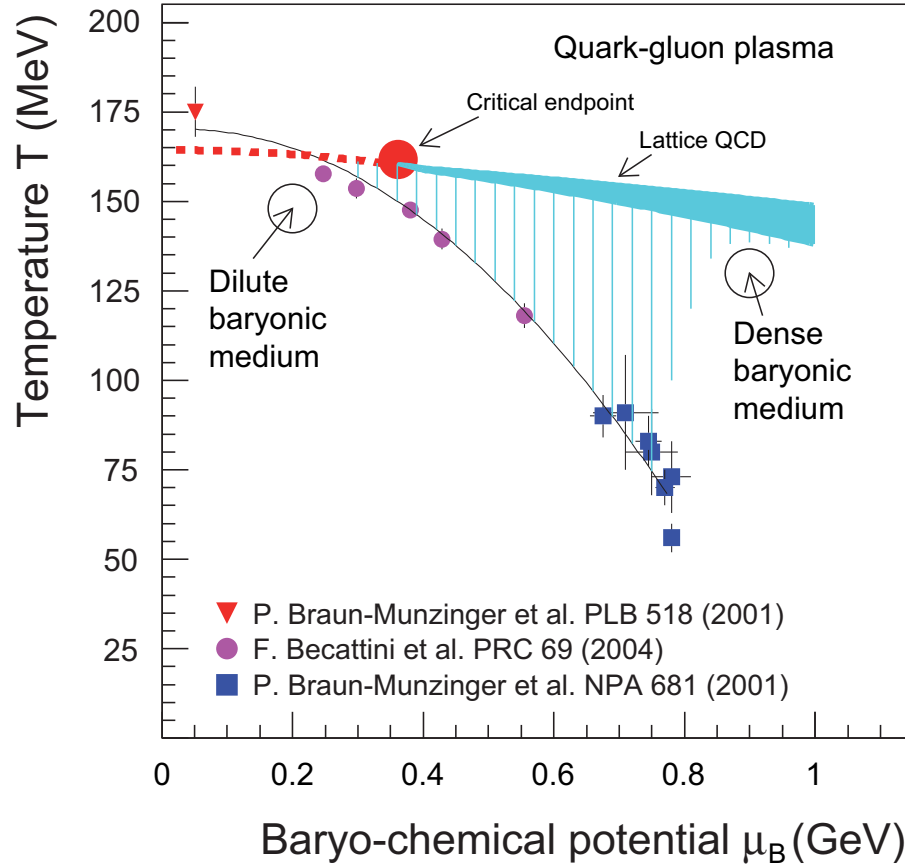 200
175
150
125
100
75
50
25
Temperature T (MeV)
Quark-gluon plasma
Critical endpoint
Lattice QCD
Dilute
baryonic
medium
Dense
baryonic
medium
P. Braun-Munzinger et al. PLB 518 (2001)
F. Becattini et al. PRC 69 (2004)
P. Braun-Munzinger et al. NPA 681 (2001)
0 0.2 0.4 0.6 0.8 1
Baryo-chemical potential μB (GeV)